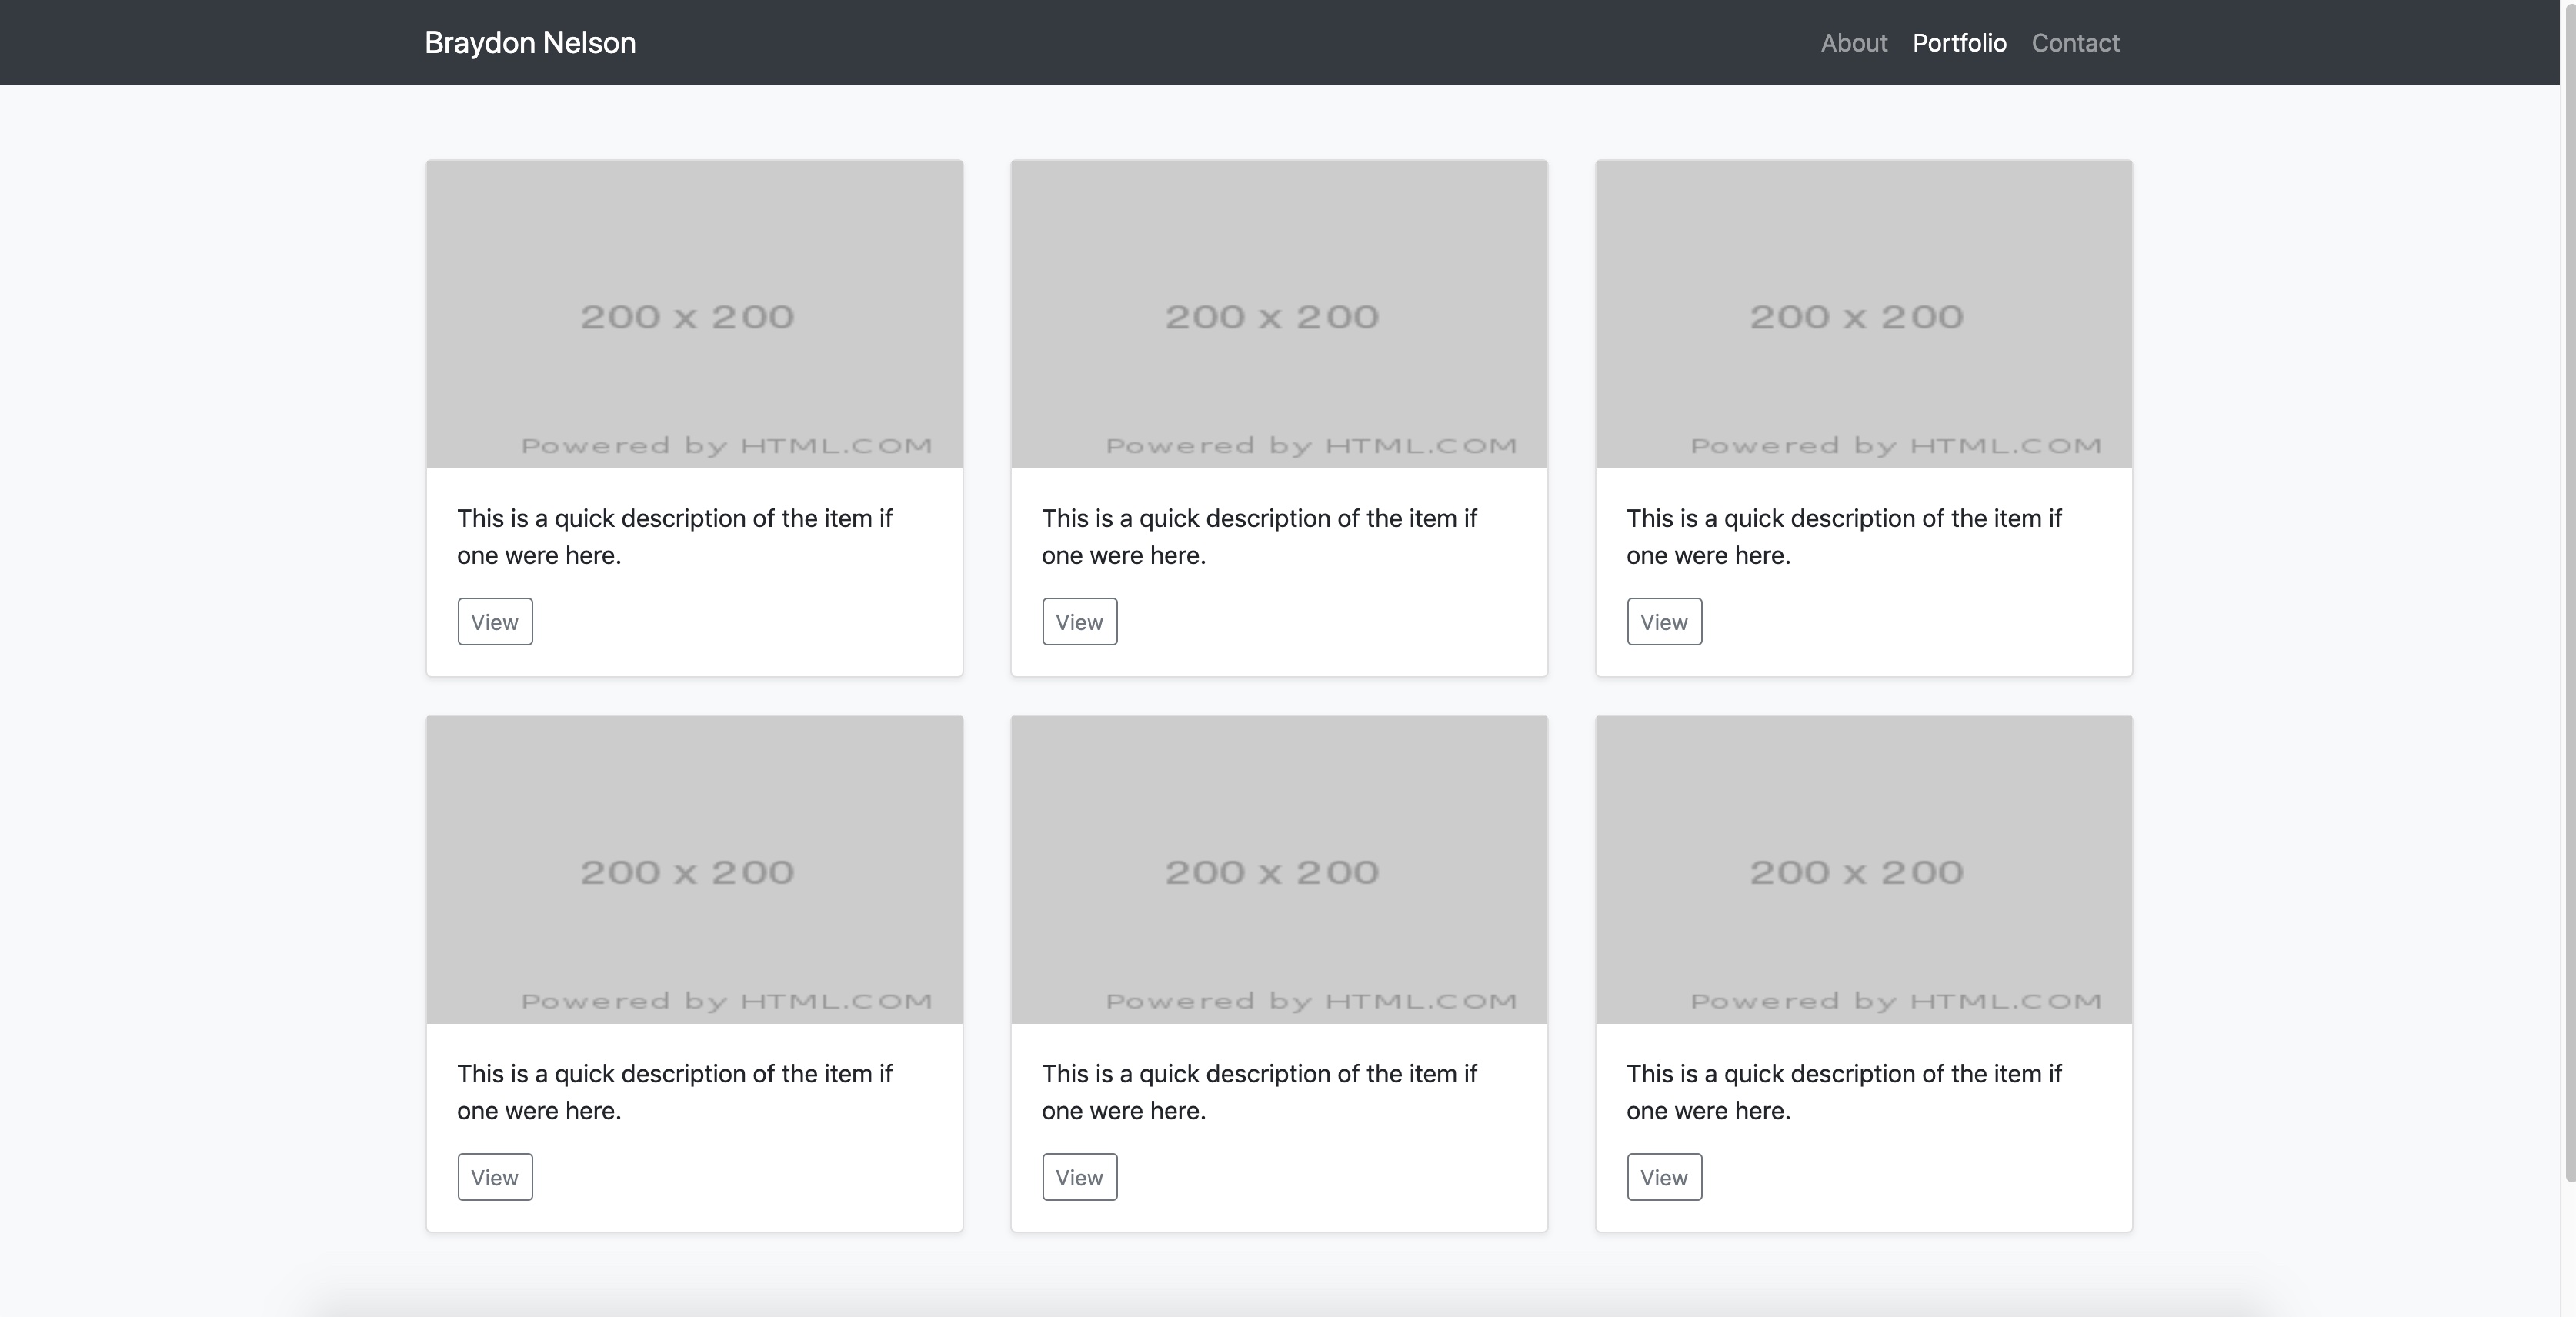 Braydon Nelson
About Portfolio Contact
200 x 200
Powered by HTML.COM
This is a quick description of the item if
one were here.
View
200 x 200
Powered by HTML.COM
This is a quick description of the item if
one were here.
View
200 x 200
Powered by HTML.COM
This is a quick description of the item if
one were here.
View
200 x 200
Powered by HTML.COM
This is a quick description of the item if
one were here.
View
200 x 200
Powered by HTML.COM
This is a quick description of the item if
one were here.
View
200 x 200
Powered by HTML.COM
This is a quick description of the item if
one were here.
View